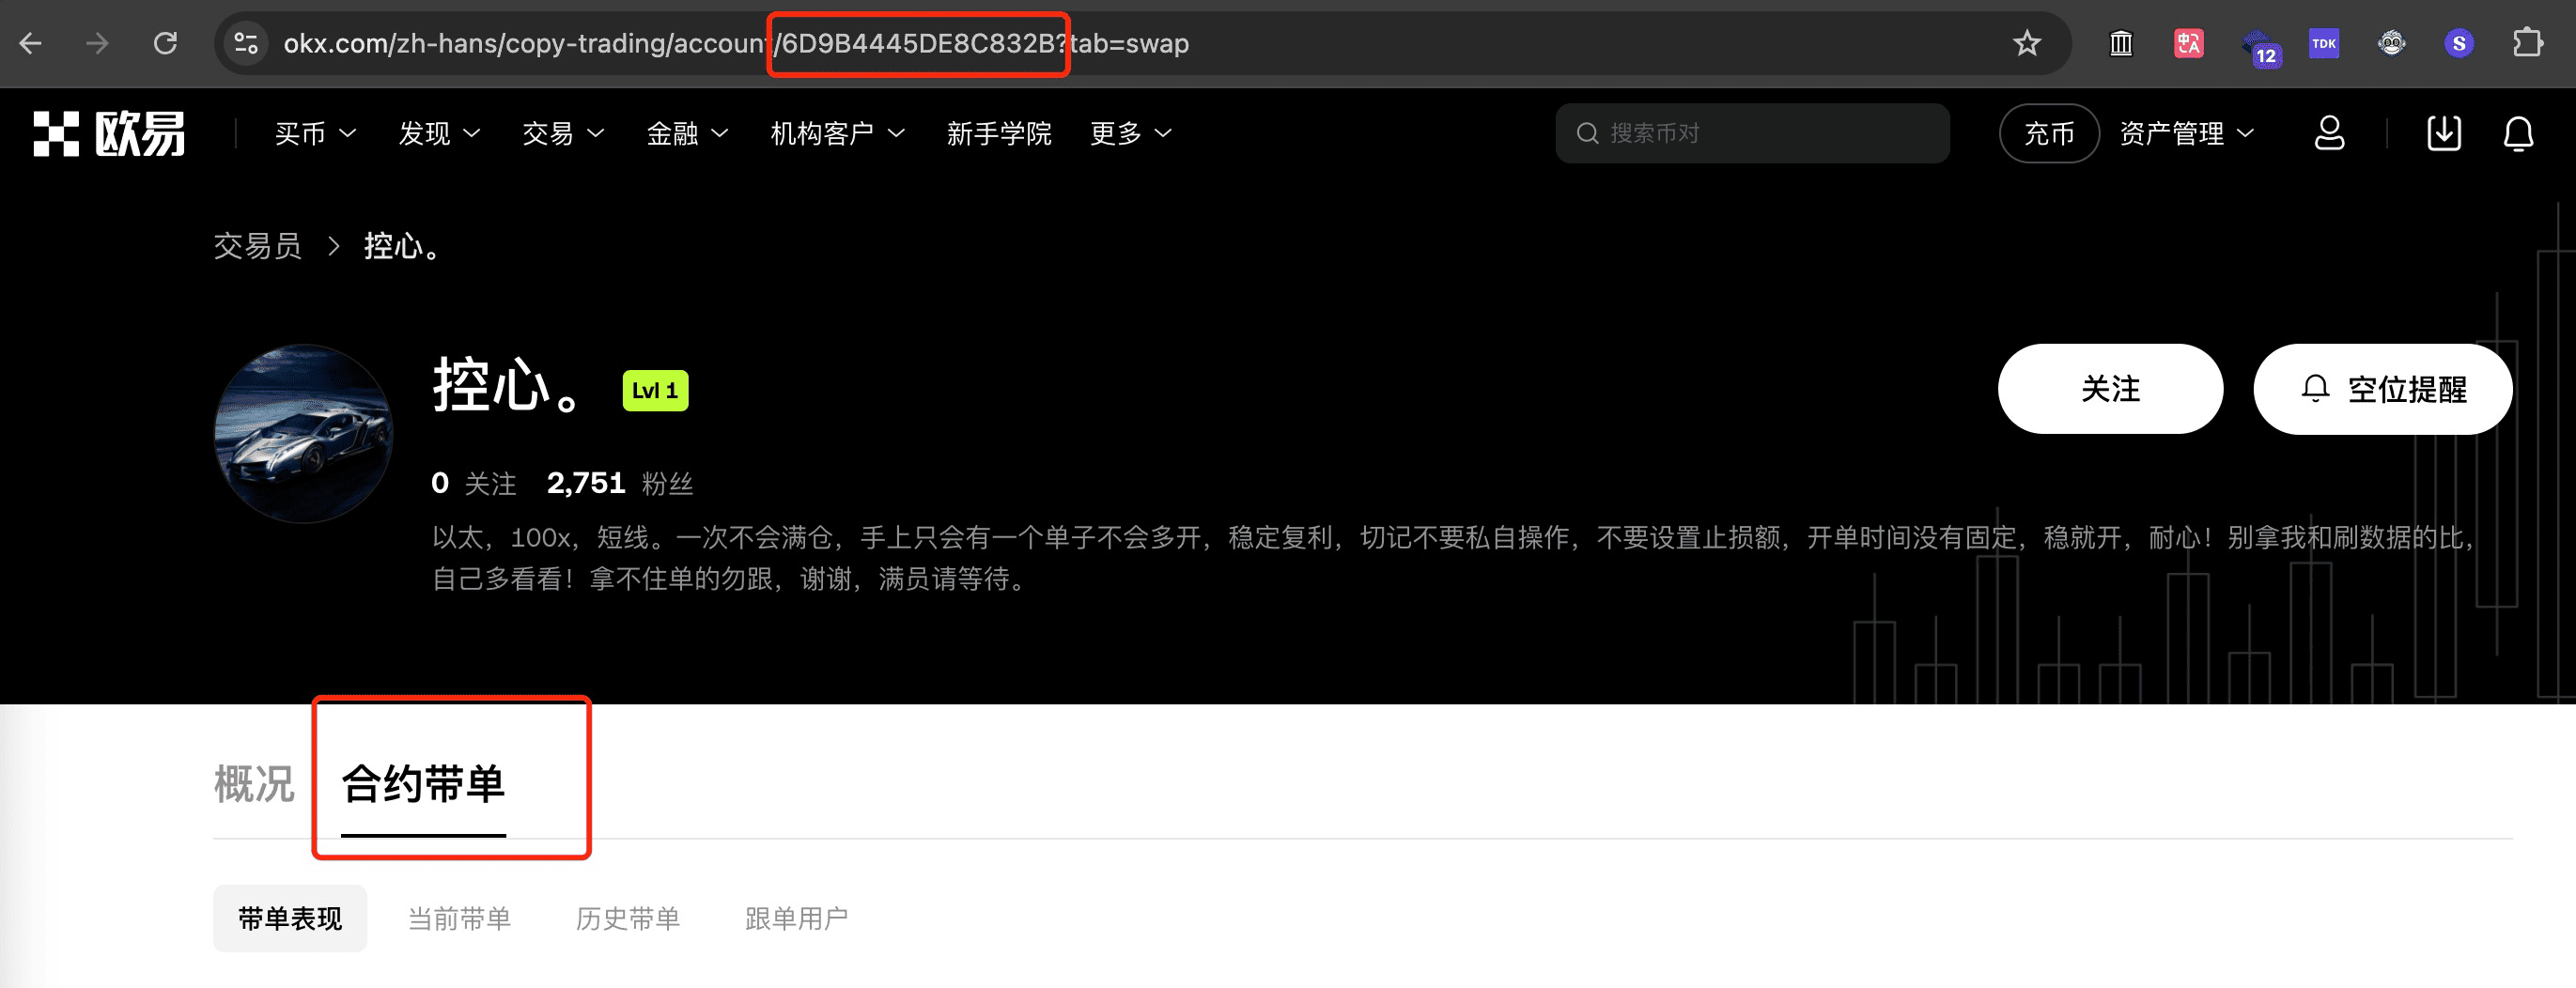 okx.com/zh-hans/copy-trading/account/6D9B4445DE8C832B?tab=swap
12
TDK
S
欧易 买币 发现 交易 金融 机构客户 新手学院 更多 搜索币对 充币 资产管理
交易员 > 控心。
控心。 Lvl 1
关注 空位提醒
0 关注 2,751 粉丝
以太，100x，短线。一次不会满仓，手上只会有一个单子不会多开，稳定复利，切记不要私自操作，不要设置止损额，开单时间没有固定，稳就开，耐心！别拿我和刷数据的比，
自己多看看！拿不住单的勿跟，谢谢，满员请等待。
概况 合约带单
带单表现 当前带单 历史带单 跟单用户